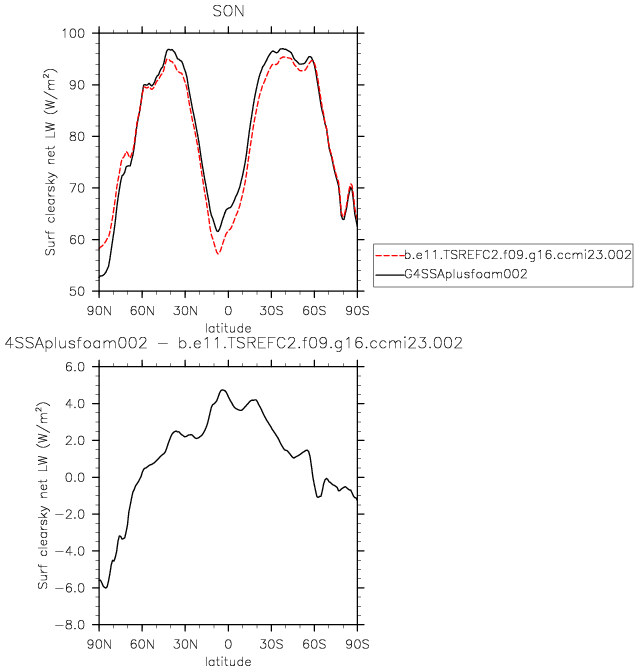 SON
Surf clearsky net LW (W/m²)
100
90
80
70
60
50
90N 60N 30N 0 30S 60S 90S
latitude
b.e11.TSREFC2.f09.g16.ccmi23.002
G4SSAplusfoam002
4SSAplusfoam002 − b.e11.TSREFC2.f09.g16.ccmi23.002
Surf clearsky net LW (W/m²)
6.0
4.0
2.0
0.0
−2.0
−4.0
−6.0
−8.0
90N 60N 30N 0 30S 60S 90S
latitude